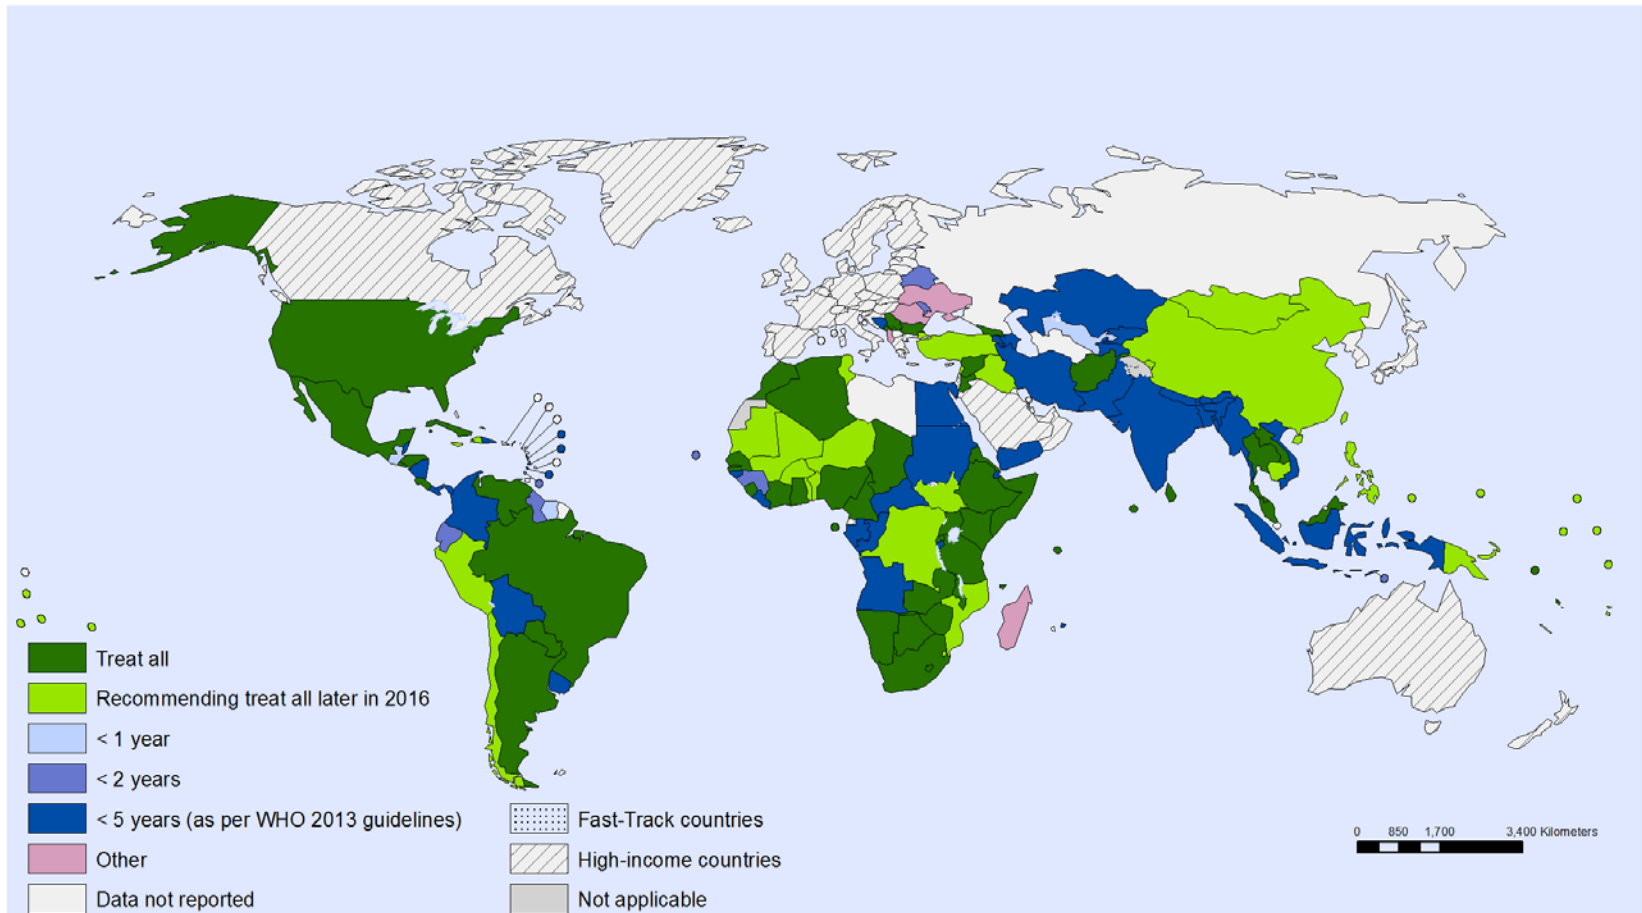 Treat all
Recommending treat all later in 2016
< 1 year
< 2 years
< 5 years (as per WHO 2013 guidelines)
Other
Data not reported
Fast-Track countries
High-income countries
Not applicable
0 850 1,700 3,400 Kilometers